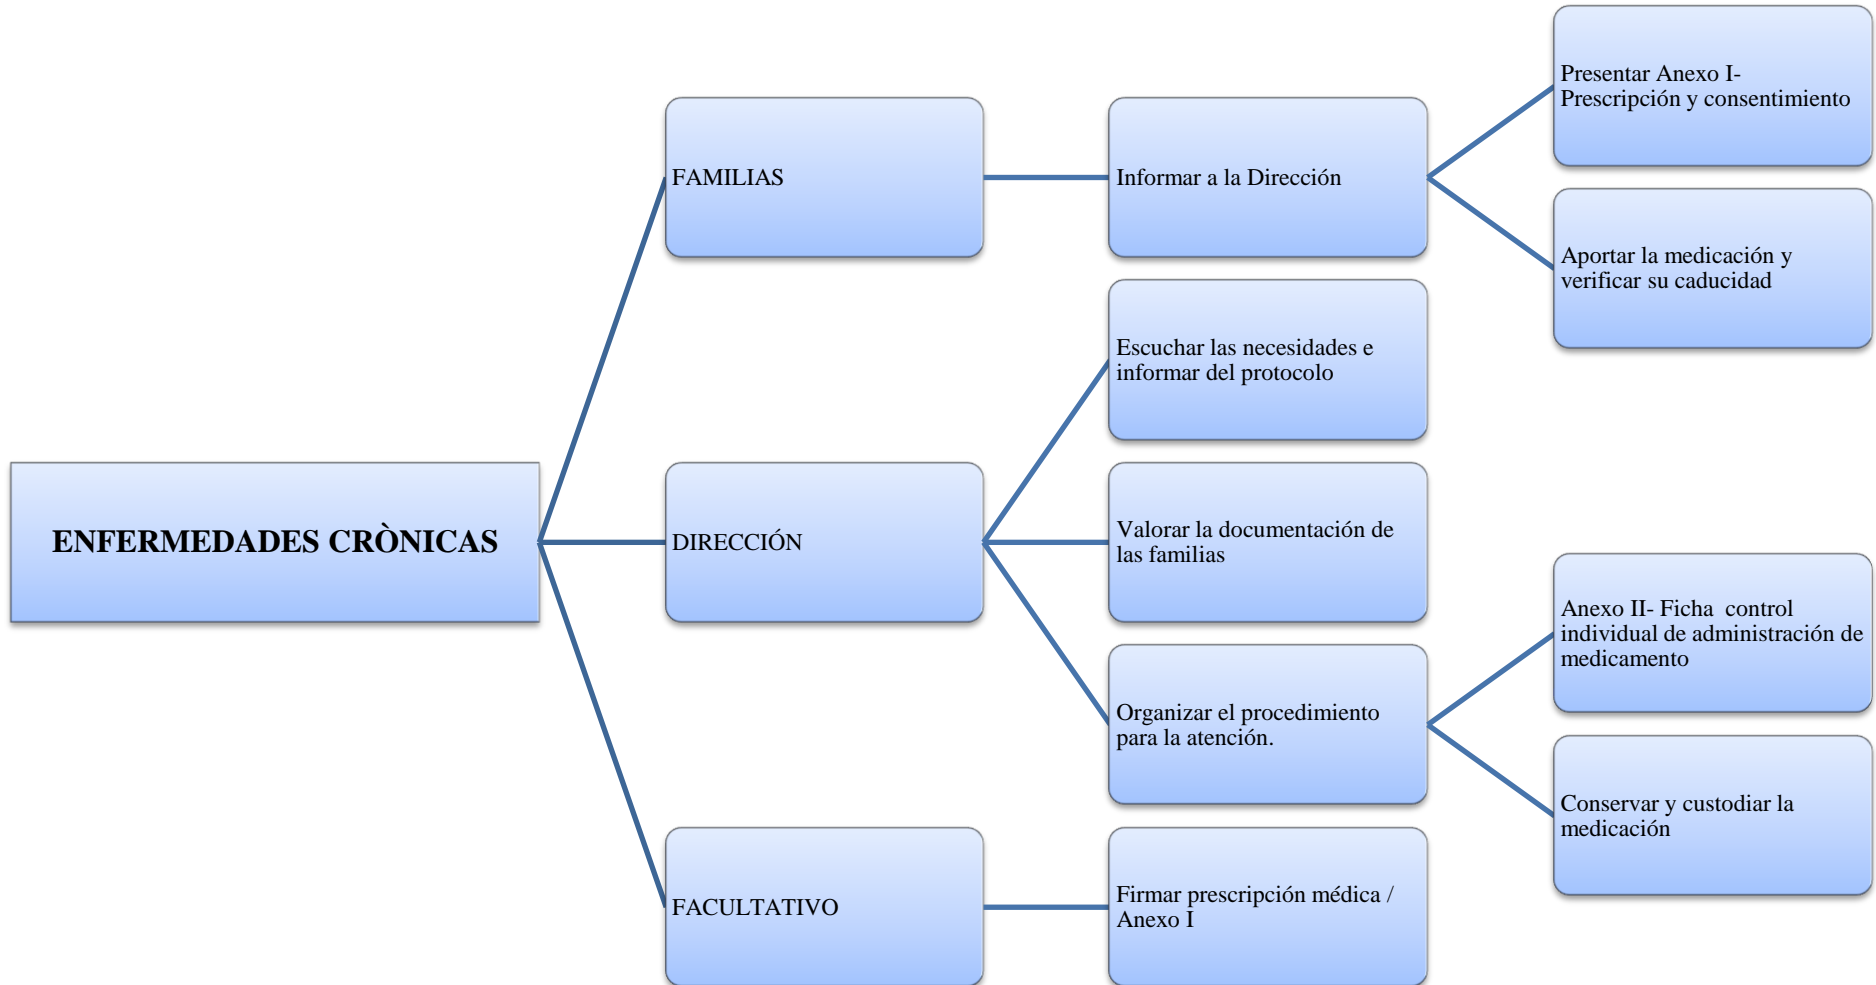 ENFERMEDADES CRÒNICAS
FAMILIAS
Informar a la Dirección
Presentar Anexo I-
Prescripción y consentimiento
Aportar la medicación y
verificar su caducidad
DIRECCIÓN
Escuchar las necesidades e
informar del protocolo
Valorar la documentación de
las familias
Organizar el procedimiento
para la atención.
Anexo II- Ficha  control
individual de administración de
medicamento
Conservar y custodiar la
medicación
FACULTATIVO
Firmar prescripción médica /
Anexo I